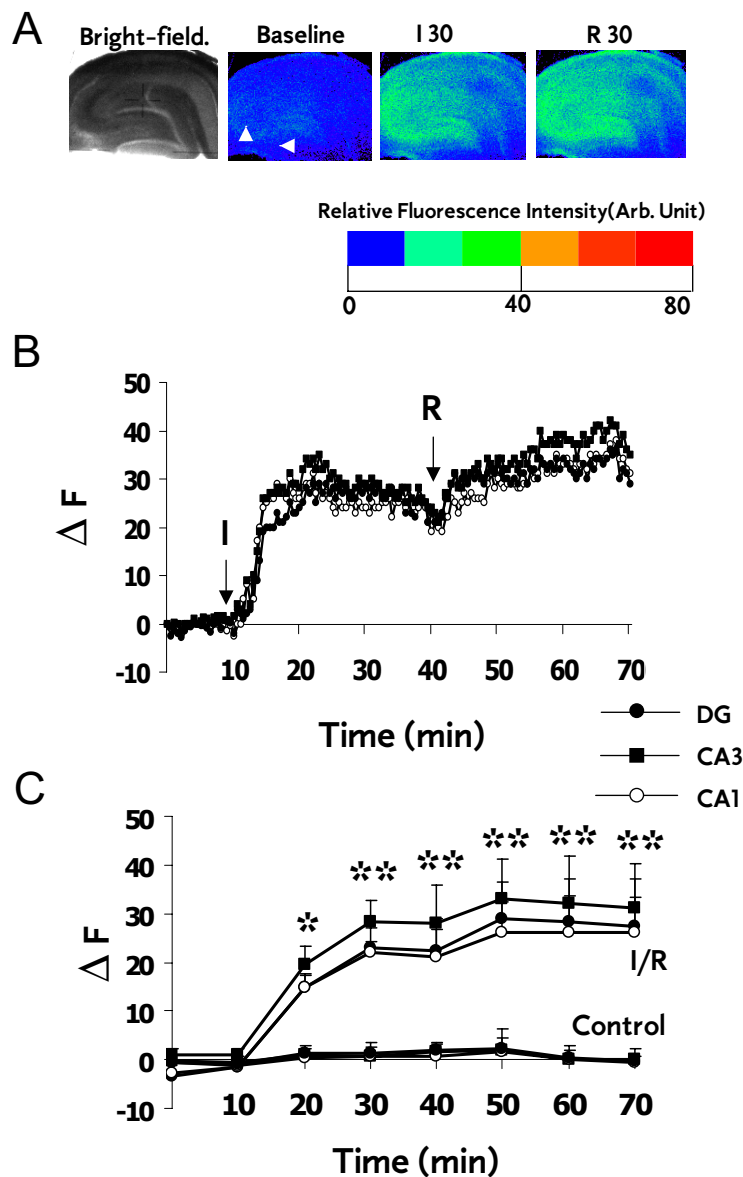 A
Bright-field. Baseline I 30 R 30
Relative Fluorescence Intensity(Arb. Unit)
0 40 80
B
50
40
30
20
10
0
-10
Δ F
I
R
10 20 30 40 50 60 70
Time (min)
DG
CA3
CA1
C
50
40
30
20
10
0
-10
Δ F
* ** ** ** ** **
I/R
Control
10 20 30 40 50 60 70
Time (min)